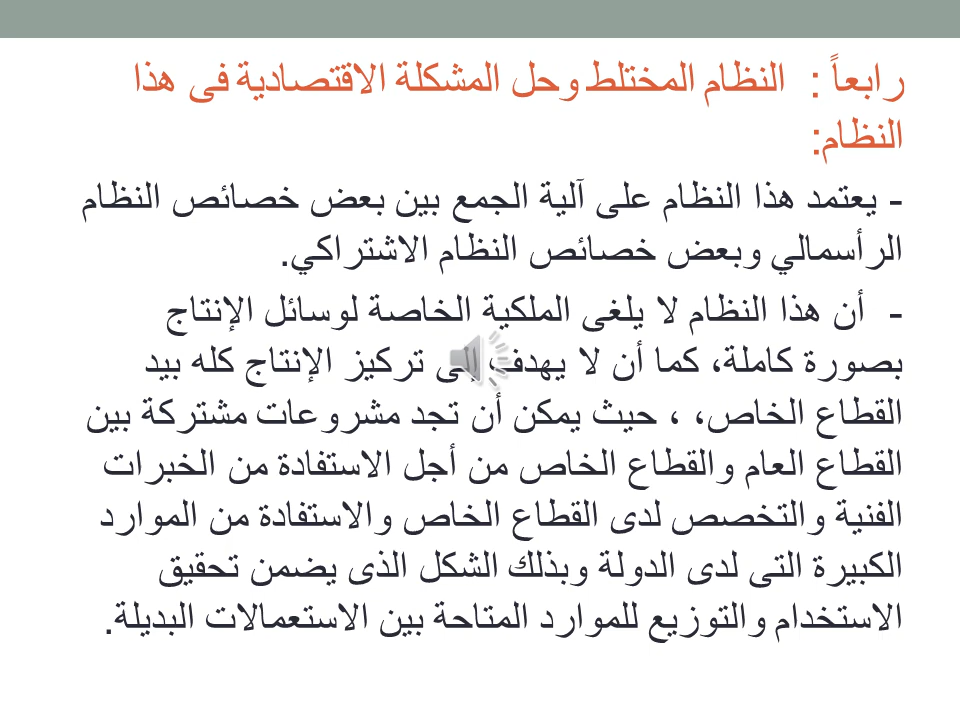 رابعاً : النظام المختلط وحل المشكلة الاقتصادية فى هذا
النظام:
- يعتمد هذا النظام على آلية الجمع بين بعض خصائص النظام
الرأسمالي وبعض خصائص النظام الاشتراكي.
- أن هذا النظام لا يلغى الملكية الخاصة لوسائل الإنتاج
بصورة كاملة، كما أن لا يهدف إلى تركيز الإنتاج كله بيد
القطاع الخاص، ، حيث يمكن أن تجد مشروعات مشتركة بين
القطاع العام والقطاع الخاص من أجل الاستفادة من الخبرات
الفنية والتخصص لدى القطاع الخاص والاستفادة من الموارد
الكبيرة التى لدى الدولة وبذلك الشكل الذى يضمن تحقيق
الاستخدام والتوزيع للموارد المتاحة بين الاستعمالات البديلة.